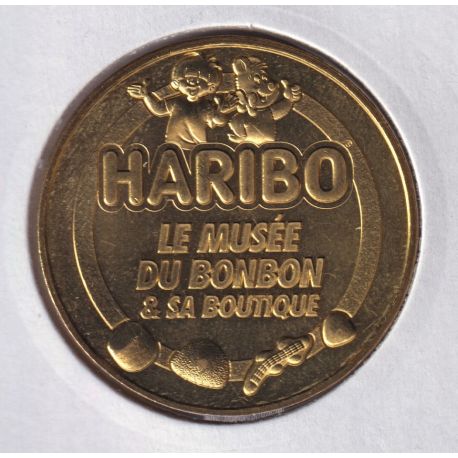 HARIBO
LE MUSÉE
DU BONBON
& SA BOUTIQUE